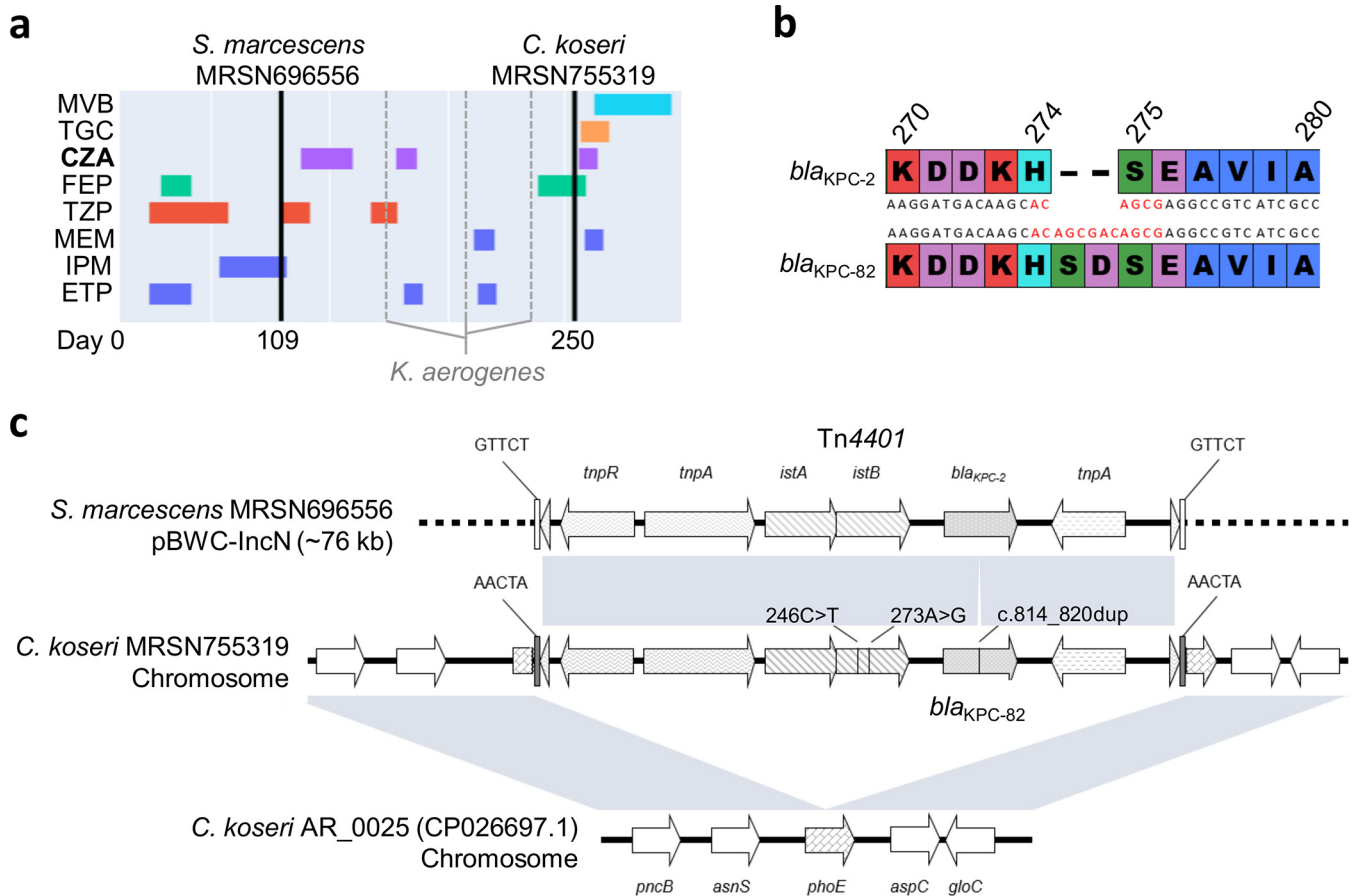 a
S. marcescens
MRSN696556
C. koseri
MRSN755319
MVB
TGC
CZA
FEP
TZP
MEM
IPM
ETP
Day 0
109
250
K. aerogenes
b
270 274 275 280
blaKPC-2 K D D K H – – S E A V I A
AAGGATGACAAGCAC AGCGAGGCCGTCATCGCC
AAGGATGACAAGCACAGCGACAGCGAGGCCGTCATCGCC
blaKPC-82 K D D K H S D S E A V I A
c
Tn4401
GTTCT GTTCT
tnpR tnpA istA istB blaKPC-2 tnpA
S. marcescens MRSN696556
pBWC-IncN (~76 kb)
AACTA AACTA
246C>T 273A>G c.814_820dup
C. koseri MRSN755319
Chromosome
blaKPC-82
C. koseri AR_0025 (CP026697.1)
Chromosome
pncB asnS phoE aspC gloC